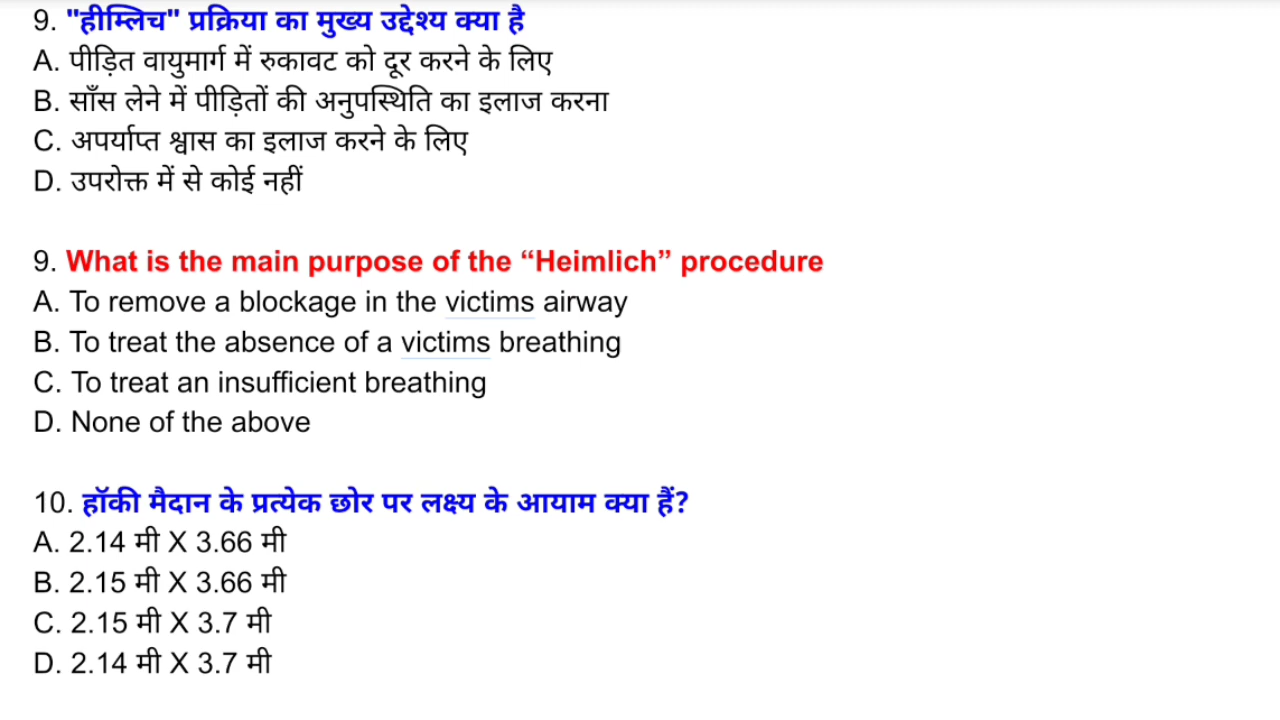 9. "हीम्लिच" प्रक्रिया का मुख्य उद्देश्य क्या है
A. पीड़ित वायुमार्ग में रुकावट को दूर करने के लिए
B. साँस लेने में पीड़ितों की अनुपस्थिति का इलाज करना
C. अपर्याप्त श्वास का इलाज करने के लिए
D. उपरोक्त में से कोई नहीं
9. What is the main purpose of the “Heimlich” procedure
A. To remove a blockage in the victims airway
B. To treat the absence of a victims breathing
C. To treat an insufficient breathing
D. None of the above
10. हॉकी मैदान के प्रत्येक छोर पर लक्ष्य के आयाम क्या हैं?
A. 2.14 मी X 3.66 मी
B. 2.15 मी X 3.66 मी
C. 2.15 मी X 3.7 मी
D. 2.14 मी X 3.7 मी